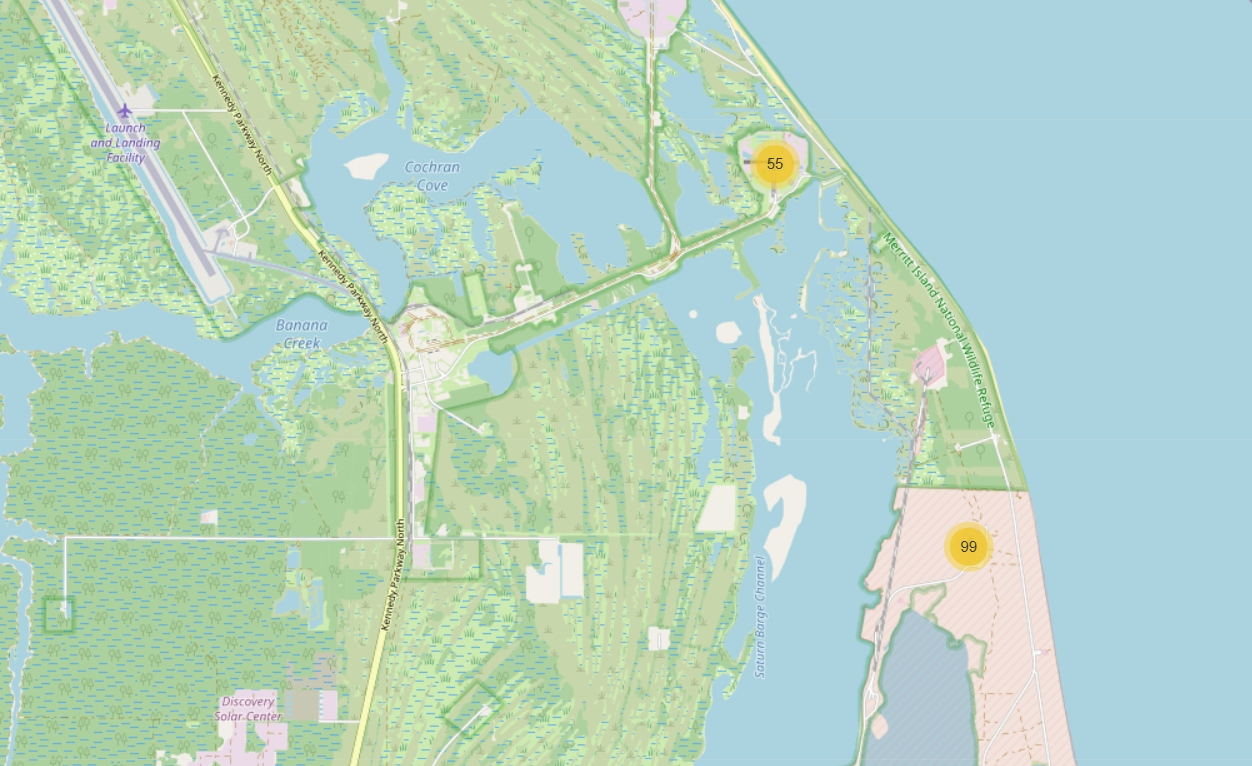 Kennedy Parkway North
Launch
and Landing
Facility
Cochran
Cove
55
Merritt Island National Wildlife Refuge
Kennedy Parkway North
Banana
Creek
Kennedy Parkway North
99
Saturn Barge Channel
Discovery
Solar Center